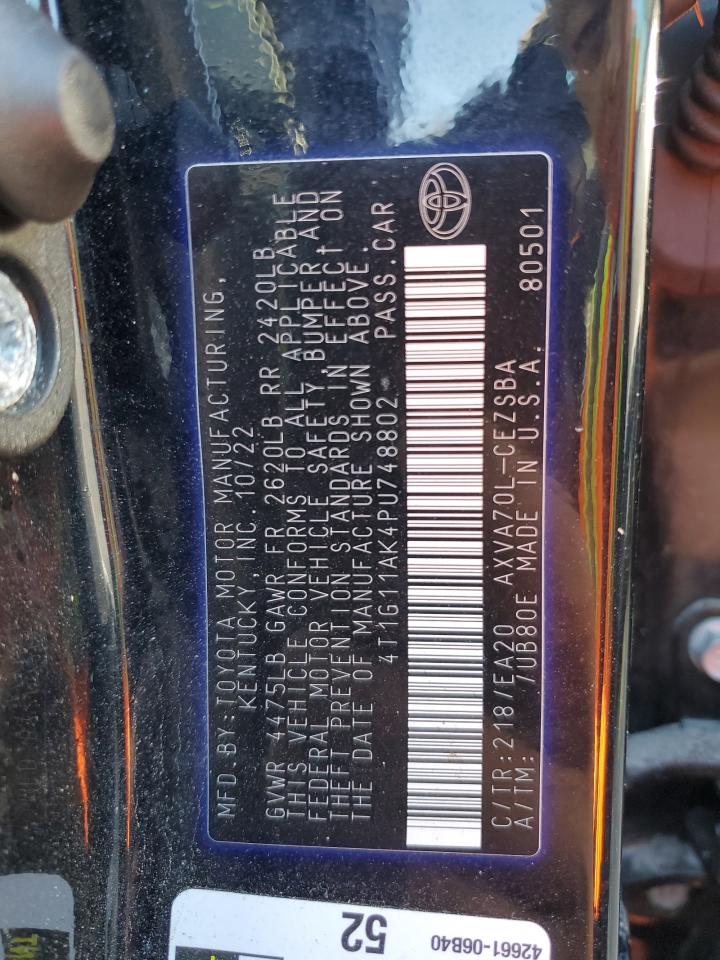 MFD. BY: TOYOTA MOTOR MANUFACTURING,
KENTUCKY, INC. 10/22
GVWR 4475LB GAWR FR 2620LB RR 2420LB
THIS VEHICLE CONFORMS TO ALL APPLICABLE
FEDERAL MOTOR VEHICLE SAFETY, BUMPER AND
THEFT PREVENTION STANDARDS IN EFFECT ON
THE DATE OF MANUFACTURE SHOWN ABOVE.
4T1G11AK4PU748802 PASS.CAR
C/TR:218/EA20 AXVA70L-CEZSBA
A/TM: /UB80E MADE IN U.S.A. 80501
52
42661-06B40